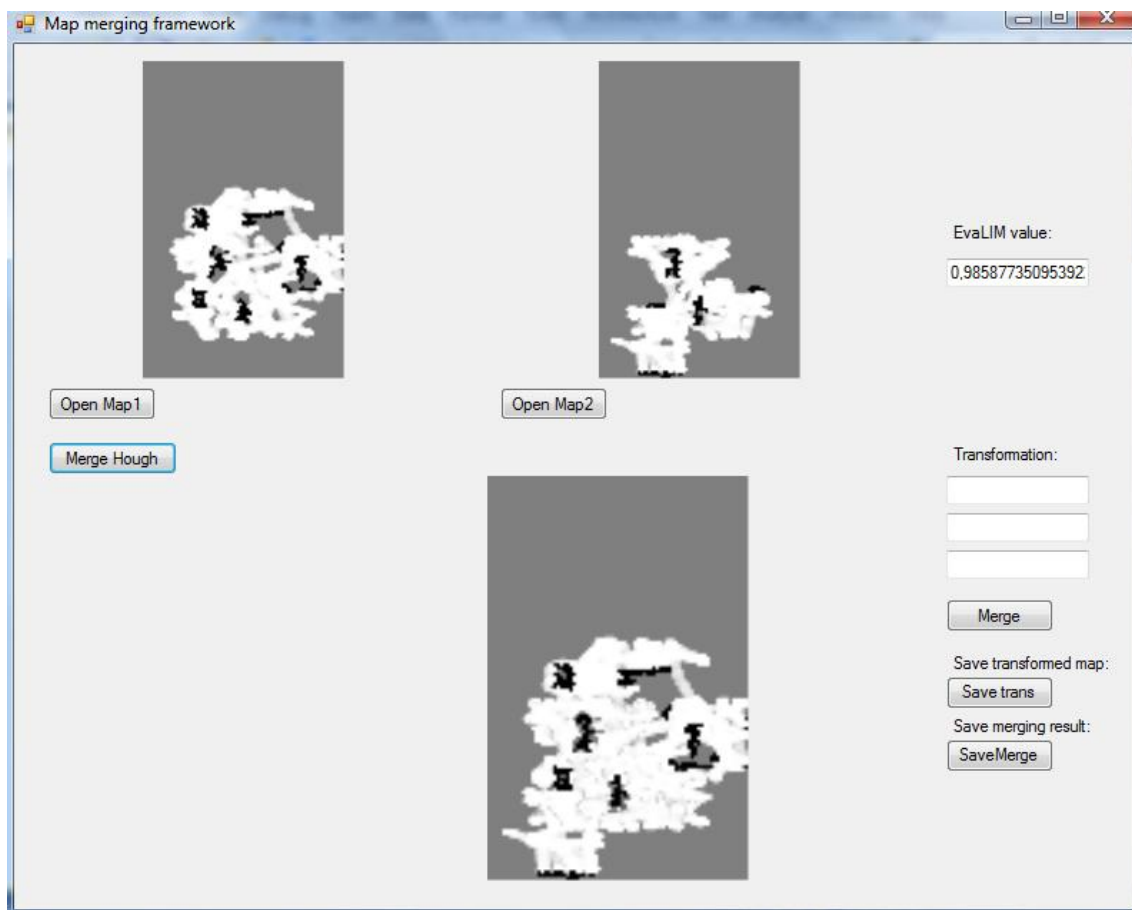 Map merging framework
EvaLIM value:
0,98587735095392
Open Map1
Open Map2
Merge Hough
Transformation:
Merge
Save transformed map:
Save trans
Save merging result:
SaveMerge